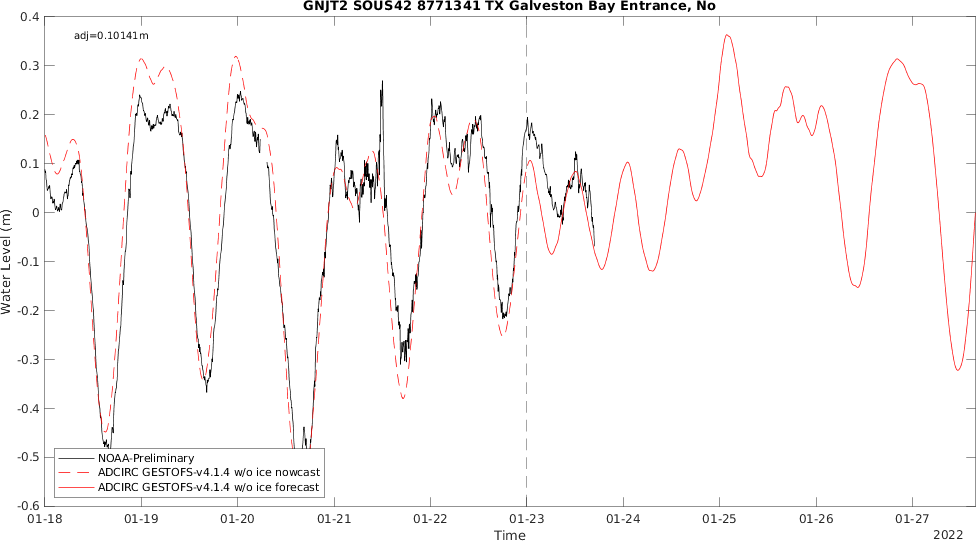 GNJT2 SOUS42 8771341 TX Galveston Bay Entrance, No
adj=0.10141m
0.4
0.3
0.2
0.1
0
-0.1
-0.2
-0.3
-0.4
-0.5
-0.6
Water Level (m)
NOAA-Preliminary
ADCIRC GESTOFS-v4.1.4 w/o ice nowcast
ADCIRC GESTOFS-v4.1.4 w/o ice forecast
01-18 01-19 01-20 01-21 01-22 01-23 01-24 01-25 01-26 01-27
Time
2022